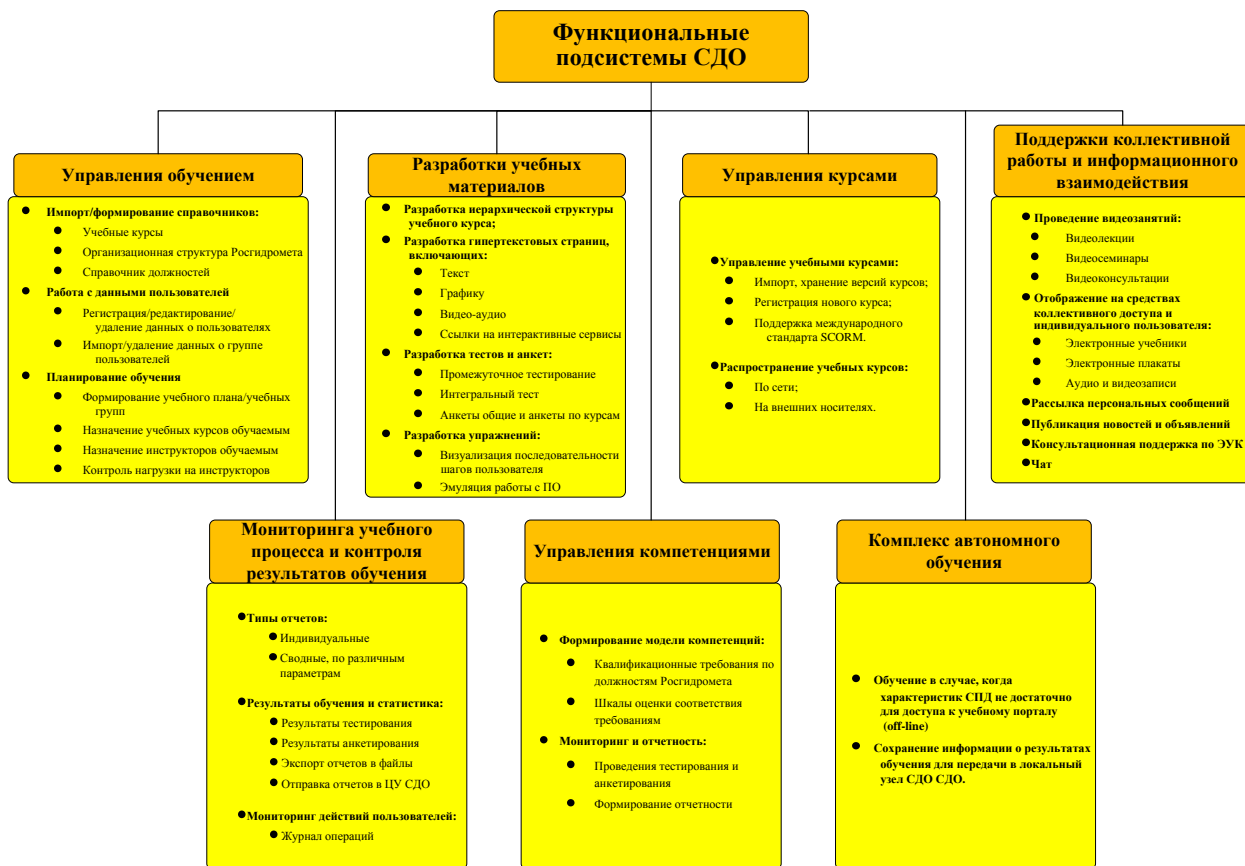 Функциональные
подсистемы СДО
Управления обучением
Импорт/формирование справочников:
Учебные курсы
Организационная структура Росгидромета
Справочник должностей
Работа с данными пользователей
Регистрация/редактирование/
удаление данных о пользователях
Импорт/удаление данных о группе
пользователей
Планирование обучения
Формирование учебного плана/учебных
групп
Назначение учебных курсов обучаемым
Назначение инструкторов обучаемым
Контроль нагрузки на инструкторов
Разработки учебных
материалов
Разработка иерархической структуры
учебного курса;
Разработка гипертекстовых страниц,
включающих:
Текст
Графику
Видео-аудио
Ссылки на интерактивные сервисы
Разработка тестов и анкет:
Промежуточное тестирование
Интегральный тест
Анкеты общие и анкеты по курсам
Разработка упражнений:
Визуализация последовательности
шагов пользователя
Эмуляция работы с ПО
Управления курсами
Управление учебными курсами:
Импорт, хранение версий курсов;
Регистрация нового курса;
Поддержка международного
стандарта SCORM.
Распространение учебных курсов:
По сети;
На внешних носителях.
Поддержки коллективной
работы и информационного
взаимодействия
Проведение видеозанятий:
Видеолекции
Видеосеминары
Видеоконсультации
Отображение на средствах
коллективного доступа и
индивидуального пользователя:
Электронные учебники
Электронные плакаты
Аудио и видеозаписи
Рассылка персональных сообщений
Публикация новостей и объявлений
Консультационная поддержка по ЭУК
Чат
Мониторинга учебного
процесса и контроля
результатов обучения
Типы отчетов:
Индивидуальные
Сводные, по различным
параметрам
Результаты обучения и статистика:
Результаты тестирования
Результаты анкетирования
Экспорт отчетов в файлы
Отправка отчетов в ЦУ СДО
Мониторинг действий пользователей:
Журнал операций
Управления компетенциями
Формирование модели компетенций:
Квалификационные требования по
должностям Росгидромета
Шкалы оценки соответствия
требованиям
Мониторинг и отчетность:
Проведения тестирования и
анкетирования
Формирование отчетности
Комплекс автономного
обучения
Обучение в случае, когда
характеристик СПД не достаточно
для доступа к учебному порталу
(off-line)
Сохранение информации о результатах
обучения для передачи в локальный
узел СДО СДО.